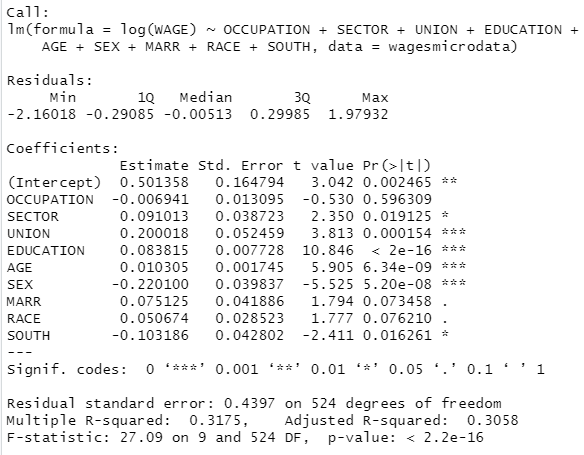 Call:
lm(formula = log(WAGE) ~ OCCUPATION + SECTOR + UNION + EDUCATION +
    AGE + SEX + MARR + RACE + SOUTH, data = wagesmicrodata)

Residuals:
     Min       1Q   Median       3Q      Max
-2.16018 -0.29085 -0.00513  0.29985  1.97932

Coefficients:
             Estimate Std. Error t value Pr(>|t|)
(Intercept)  0.501358   0.164794   3.042 0.002465 **
OCCUPATION  -0.006941   0.013095  -0.530 0.596309
SECTOR       0.091013   0.038723   2.350 0.019125 *
UNION        0.200018   0.052459   3.813 0.000154 ***
EDUCATION    0.083815   0.007728  10.846  < 2e-16 ***
AGE          0.010305   0.001745   5.905 6.34e-09 ***
SEX         -0.220100   0.039837  -5.525 5.20e-08 ***
MARR         0.075125   0.041886   1.794 0.073458 .
RACE         0.050674   0.028523   1.777 0.076210 .
SOUTH       -0.103186   0.042802  -2.411 0.016261 *
---
Signif. codes:  0 ‘***’ 0.001 ‘**’ 0.01 ‘*’ 0.05 ‘.’ 0.1 ‘ ’ 1

Residual standard error: 0.4397 on 524 degrees of freedom
Multiple R-squared:  0.3175,    Adjusted R-squared:  0.3058
F-statistic: 27.09 on 9 and 524 DF,  p-value: < 2.2e-16